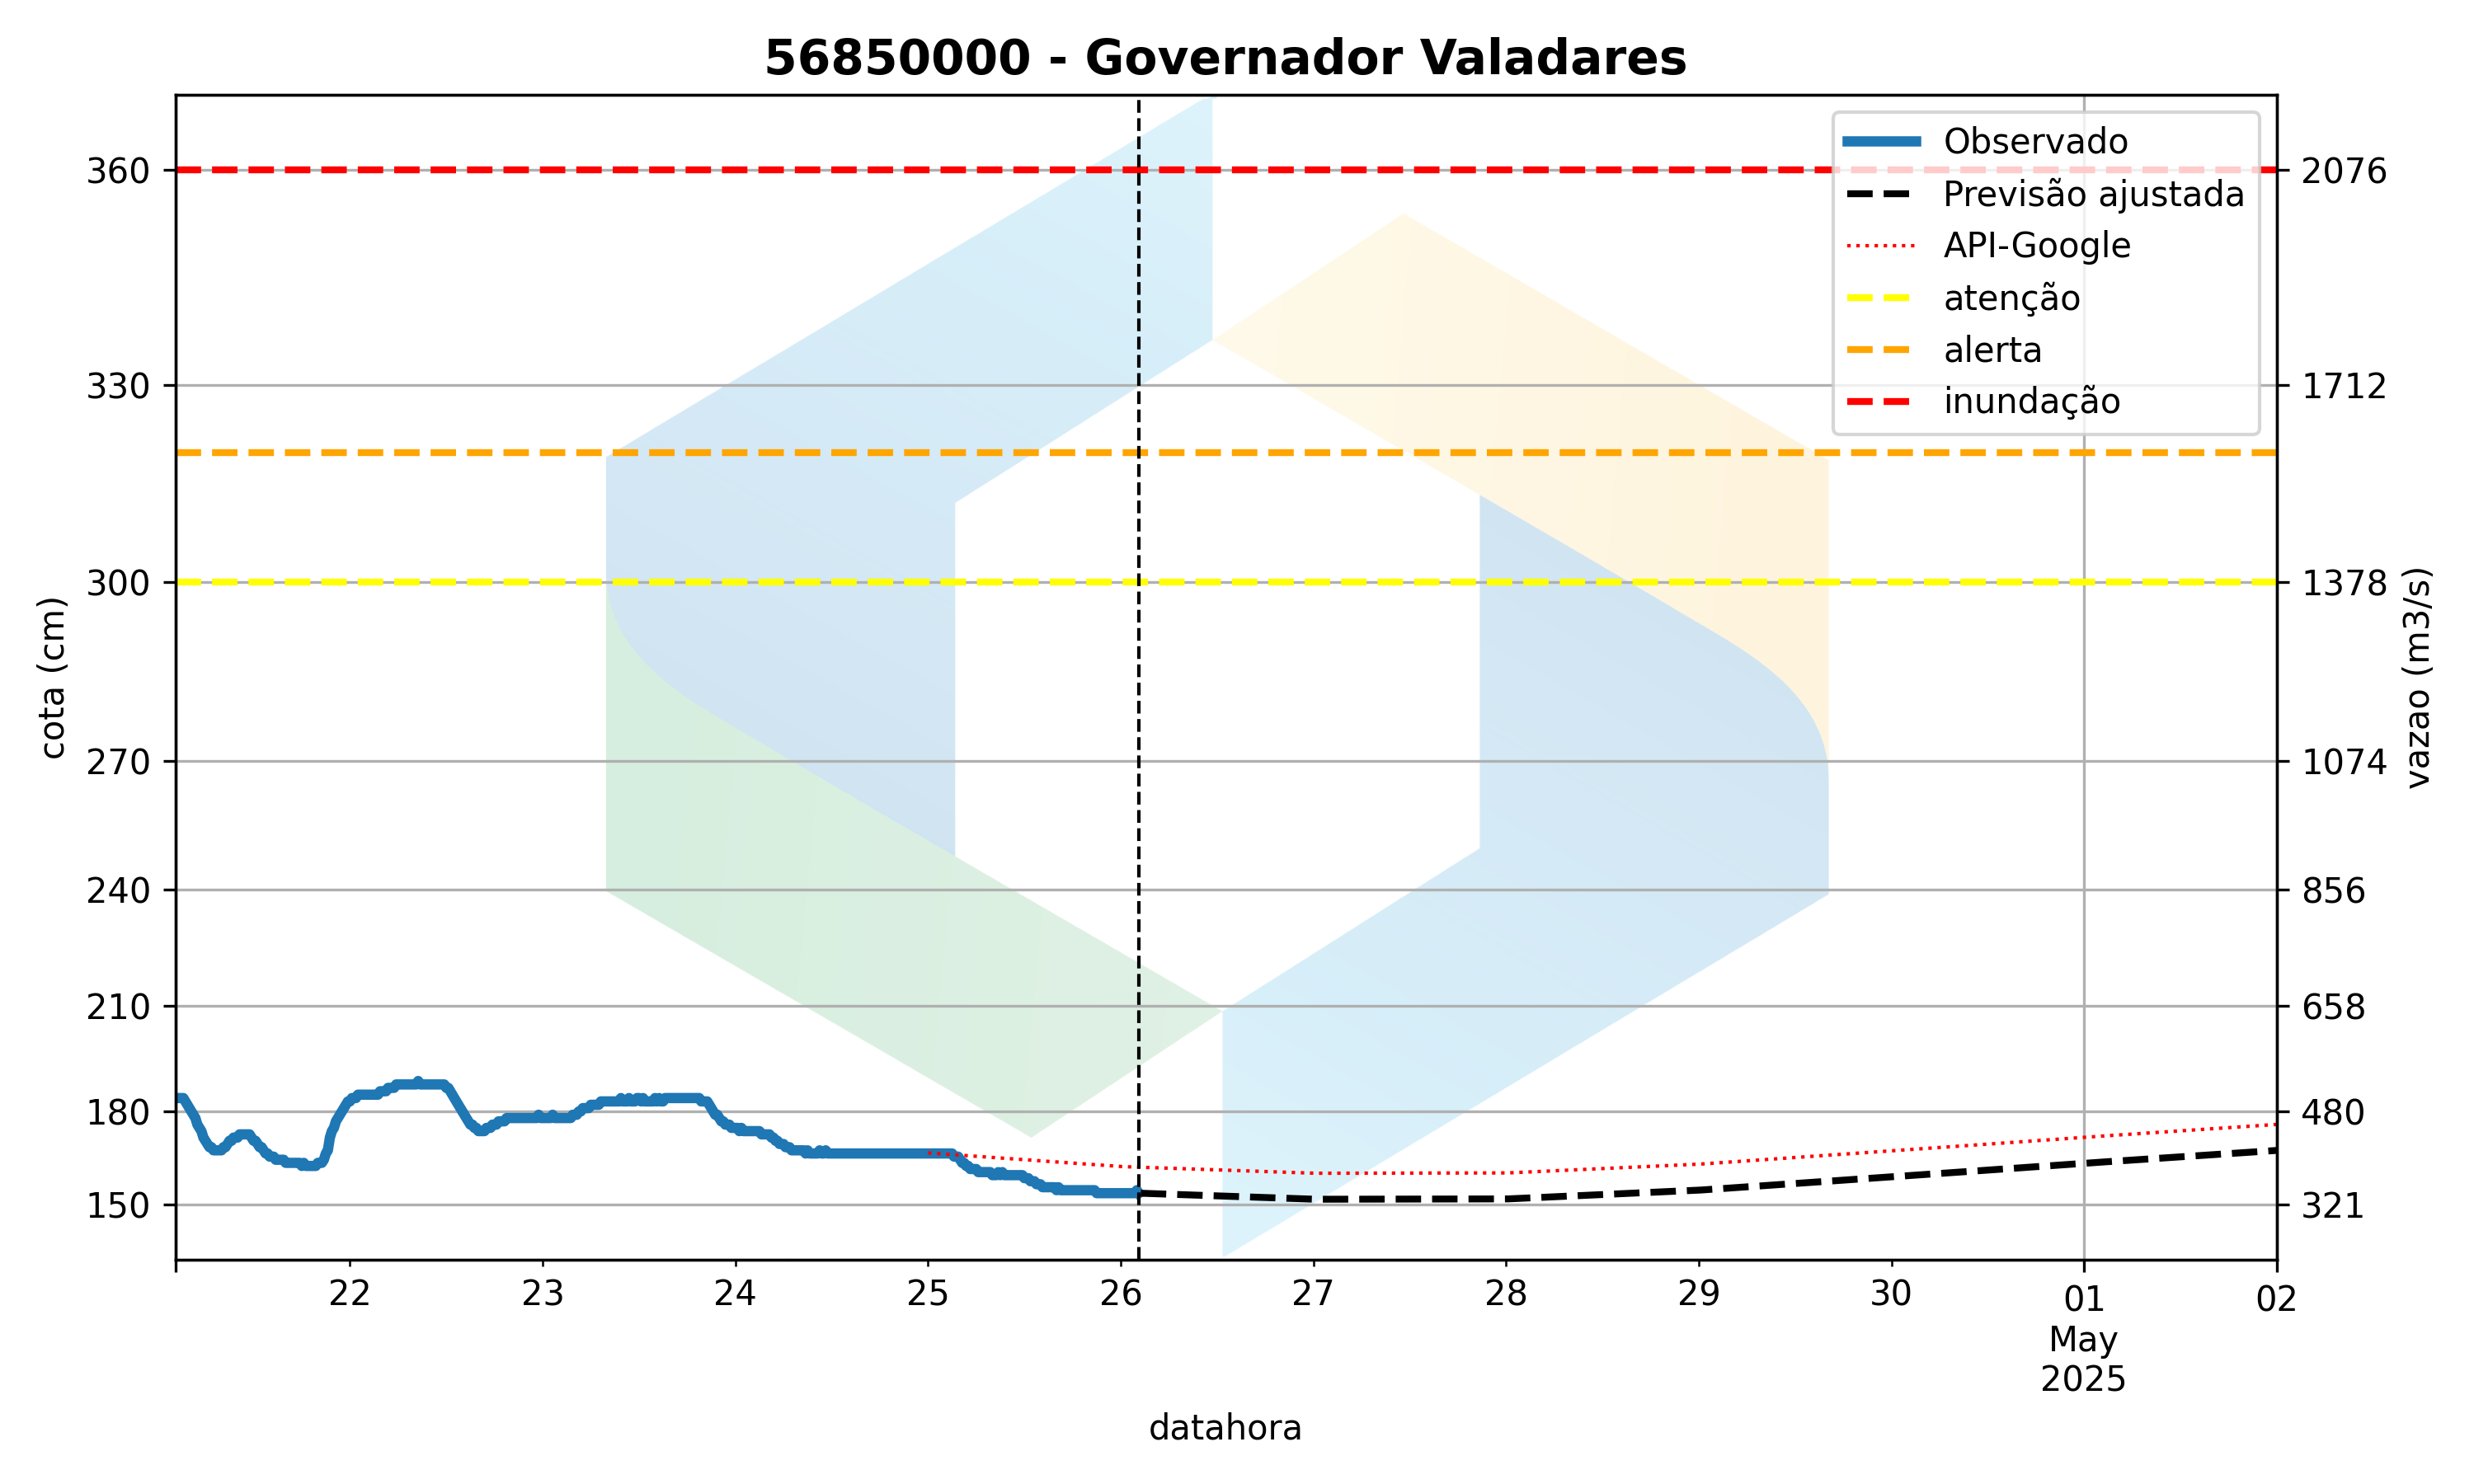 56850000 - Governador Valadares
Observado
Previsão ajustada
API-Google
atenção
alerta
inundação
360
330
300
270
240
210
180
150
cota (cm)
2076
1712
1378
1074
856
658
480
321
vazao (m3/s)
22 23 24 25 26 27 28 29 30 01 02
May
2025
datahora